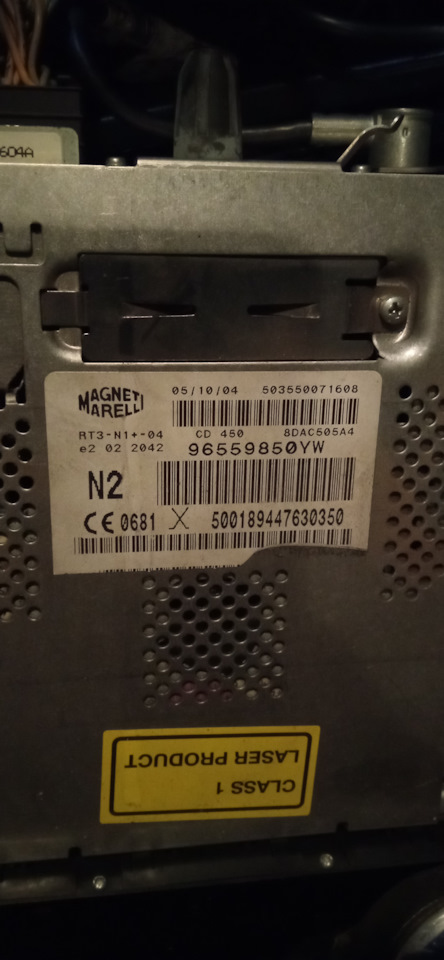 604A
MAGNETI
MARELLI
05/10/04 503550071608
RT3-N1+-04 CD 450 8DAC505A4
e2 02 2042 96559850YW
N2
CE 0681 X 500189447630350
CLASS 1
LASER PRODUCT